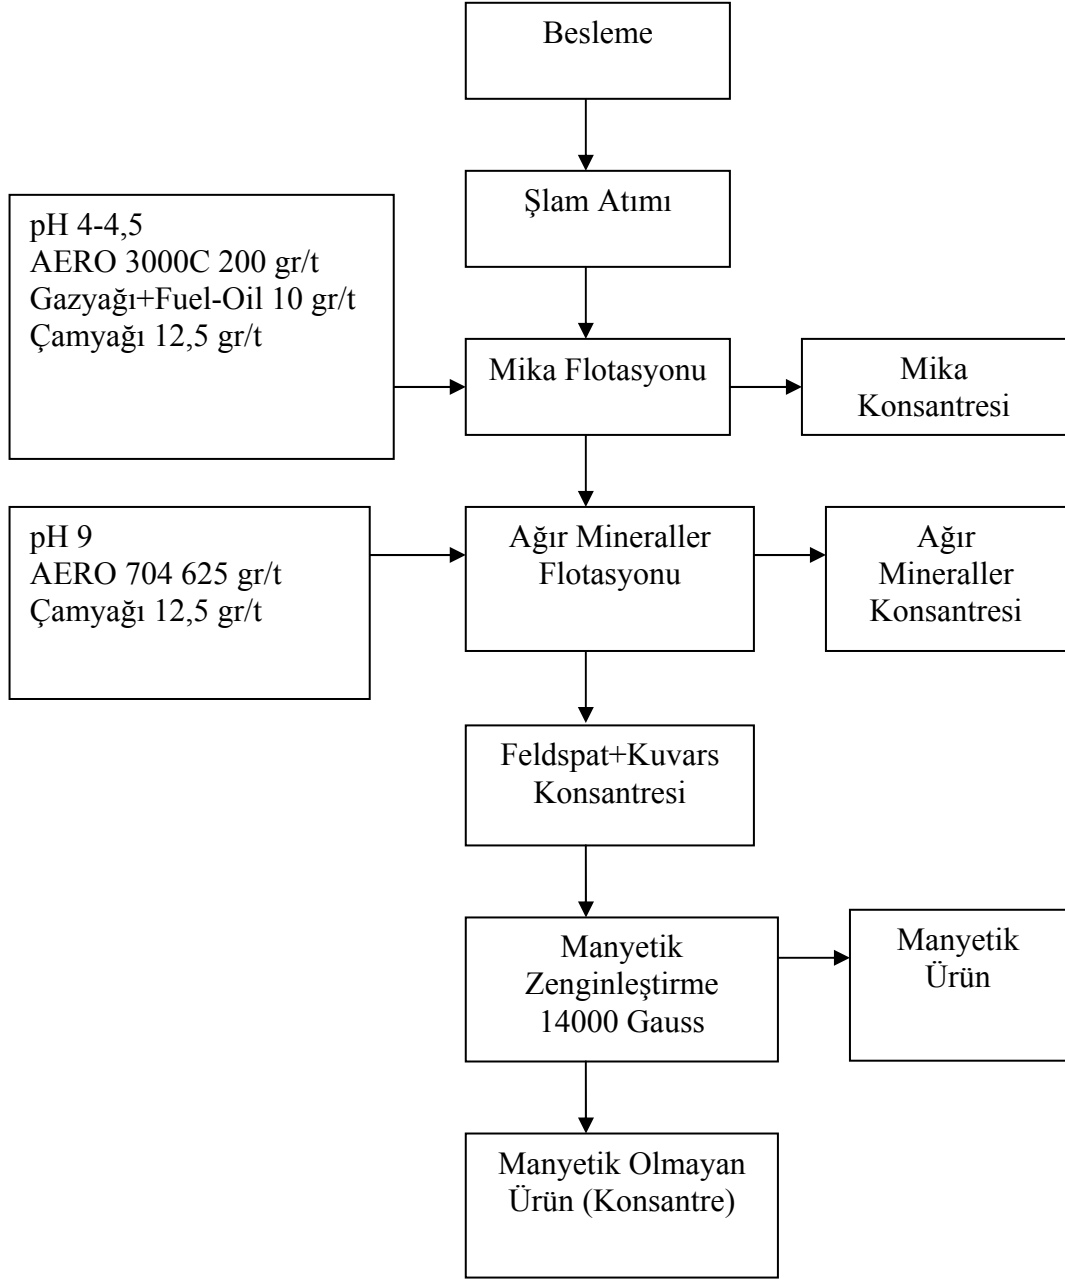 Besleme
Şlam Atımı
pH 4-4,5
AERO 3000C 200 gr/t
Gazyağı+Fuel-Oil 10 gr/t
Çamyağı 12,5 gr/t
Mika Flotasyonu
Mika
Konsantresi
pH 9
AERO 704 625 gr/t
Çamyağı 12,5 gr/t
Ağır Mineraller
Flotasyonu
Ağır
Mineraller
Konsantresi
Feldspat+Kuvars
Konsantresi
Manyetik
Zenginleştirme
14000 Gauss
Manyetik
Ürün
Manyetik Olmayan
Ürün (Konsantre)